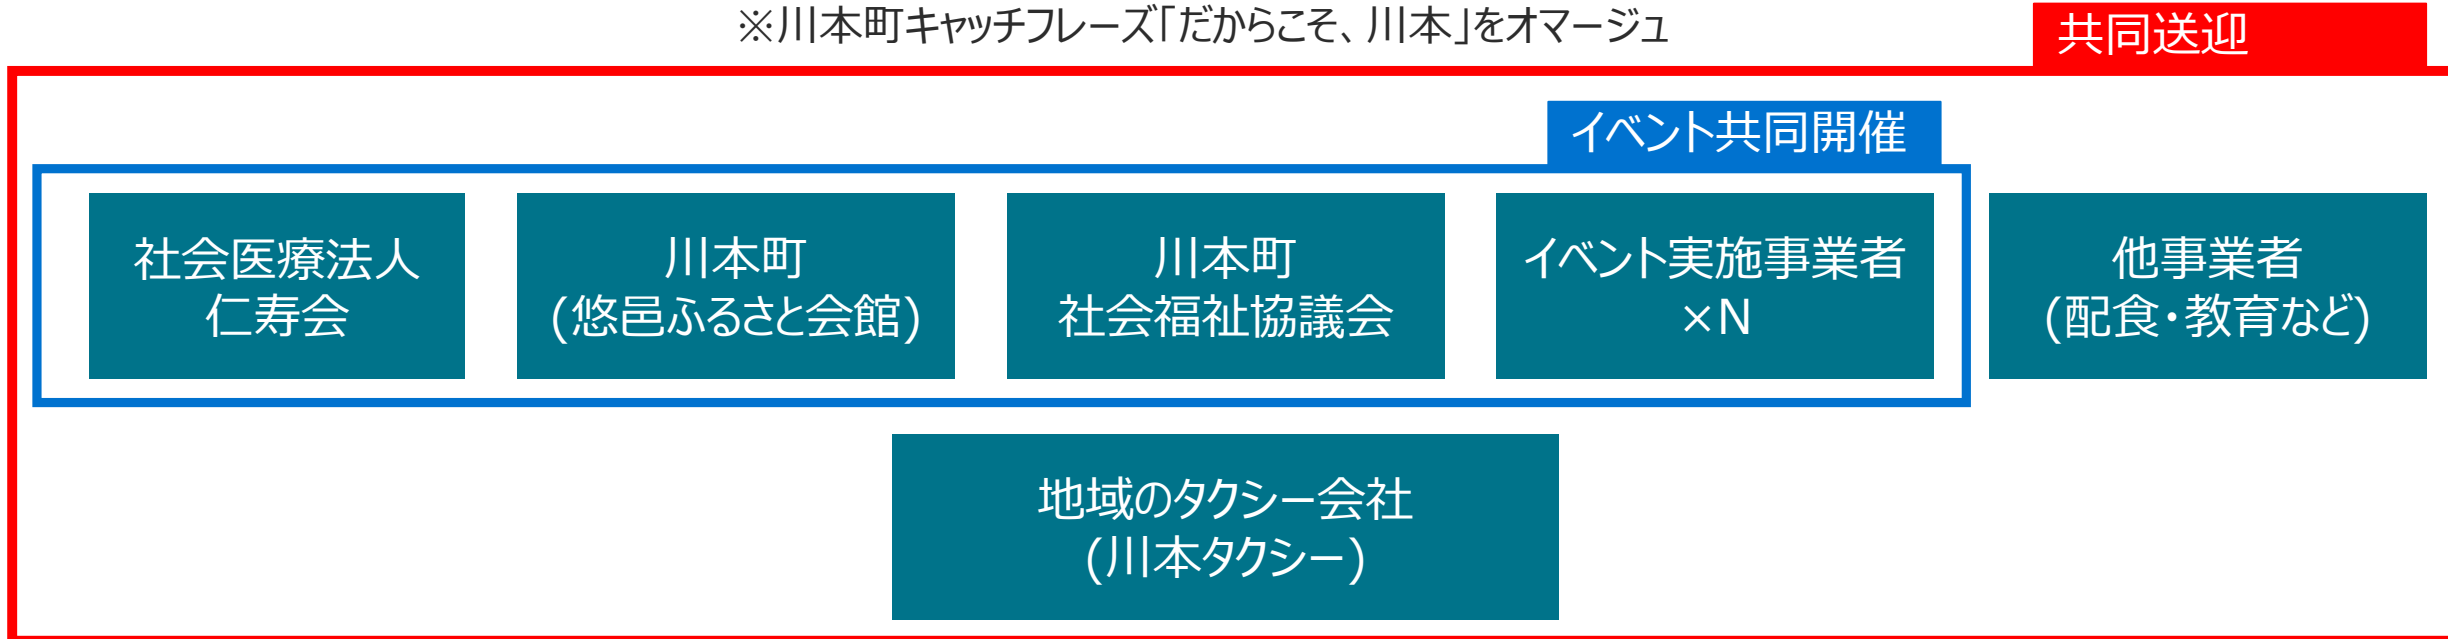 ※川本町キャッチフレーズ「だからこそ、川本」をオマージュ
共同送迎
イベント共同開催
社会医療法人
仁寿会
川本町
(悠邑ふるさと会館)
川本町
社会福祉協議会
イベント実施事業者
×N
他事業者
(配食・教育など)
地域のタクシー会社
(川本タクシー)